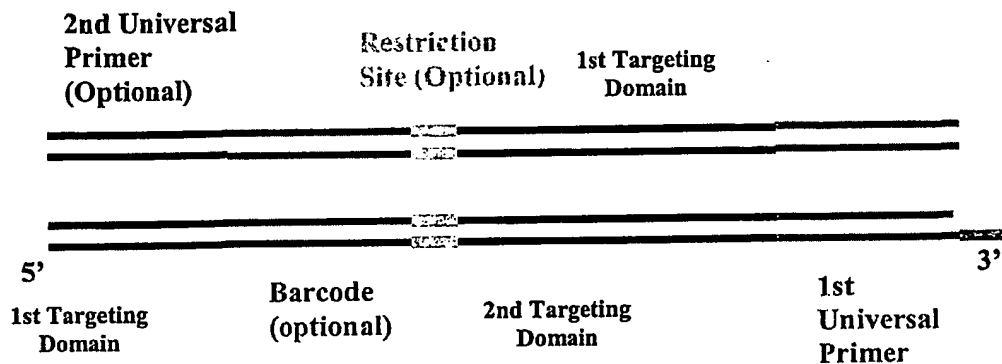 2nd Universal
Primer
(Optional)
Restriction
Site (Optional)
1st Targeting
Domain
5’
3’
1st Targeting
Domain
Barcode
(optional)
2nd Targeting
Domain
1st
Universal
Primer